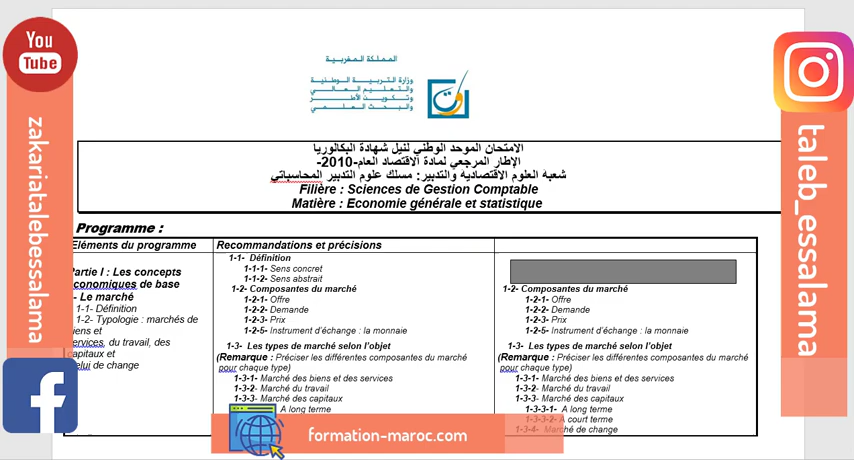 You
Tube
zakariatalebessalama
taleb_essalama
المملكة المغربية
وزارة التربية الوطنية
والتعليم العالي
وتكوين الأطر
والبحث العلمي
الامتحان الموحد الوطني لنيل شهادة البكالوريا
الإطار المرجعي لمادة الاقتصاد العام-2010-
شعبة العلوم الاقتصادية والتدبير: مسلك علوم التدبير المحاسباتي
Filière : Sciences de Gestion Comptable
Matière : Economie générale et statistique
Programme :
Eléments du programme
Partie I : Les concepts
économiques de base
- Le marché
1-1- Définition
1-2- Typologie : marchés de
biens et
services, du travail, des
capitaux et
celui de change
Recommandations et précisions
1-1- Définition
1-1-1- Sens concret
1-1-2- Sens abstrait
1-2- Composantes du marché
1-2-1- Offre
1-2-2- Demande
1-2-3- Prix
1-2-5- Instrument d'échange : la monnaie
1-3- Les types de marché selon l'objet
(Remarque : Préciser les différentes composantes du marché
pour chaque type)
1-3-1- Marché des biens et des services
1-3-2- Marché du travail
1-3-3- Marché des capitaux
A long terme
1-2- Composantes du marché
1-2-1- Offre
1-2-2- Demande
1-2-3- Prix
1-2-5- Instrument d'échange : la monnaie
1-3- Les types de marché selon l'objet
(Remarque : Préciser les différentes composantes du marché
pour chaque type)
1-3-1- Marché des biens et des services
1-3-2- Marché du travail
1-3-3- Marché des capitaux
1-3-3-1- A long terme
1-3-3-2- A court terme
1-3-4- Marché de change
formation-maroc.com